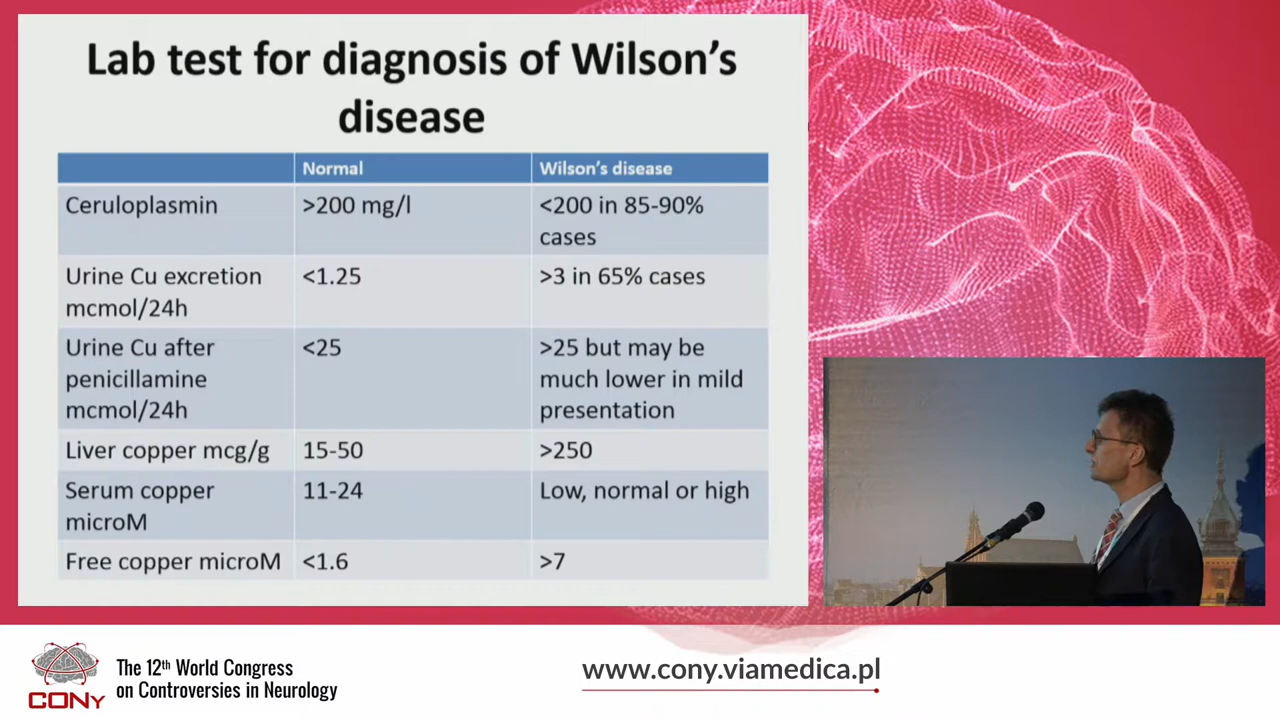 Lab test for diagnosis of Wilson's
disease
Normal
Wilson's disease
Ceruloplasmin
>200 mg/l
<200 in 85-90%
cases
Urine Cu excretion
mcmol/24h
<1.25
>3 in 65% cases
Urine Cu after
penicillamine
mcmol/24h
<25
>25 but may be
much lower in mild
presentation
Liver copper mcg/g
15-50
>250
Serum copper
microM
11-24
Low, normal or high
Free copper microM
<1.6
>7
CONy
The 12th World Congress
on Controversies in Neurology
www.cony.viamedica.pl